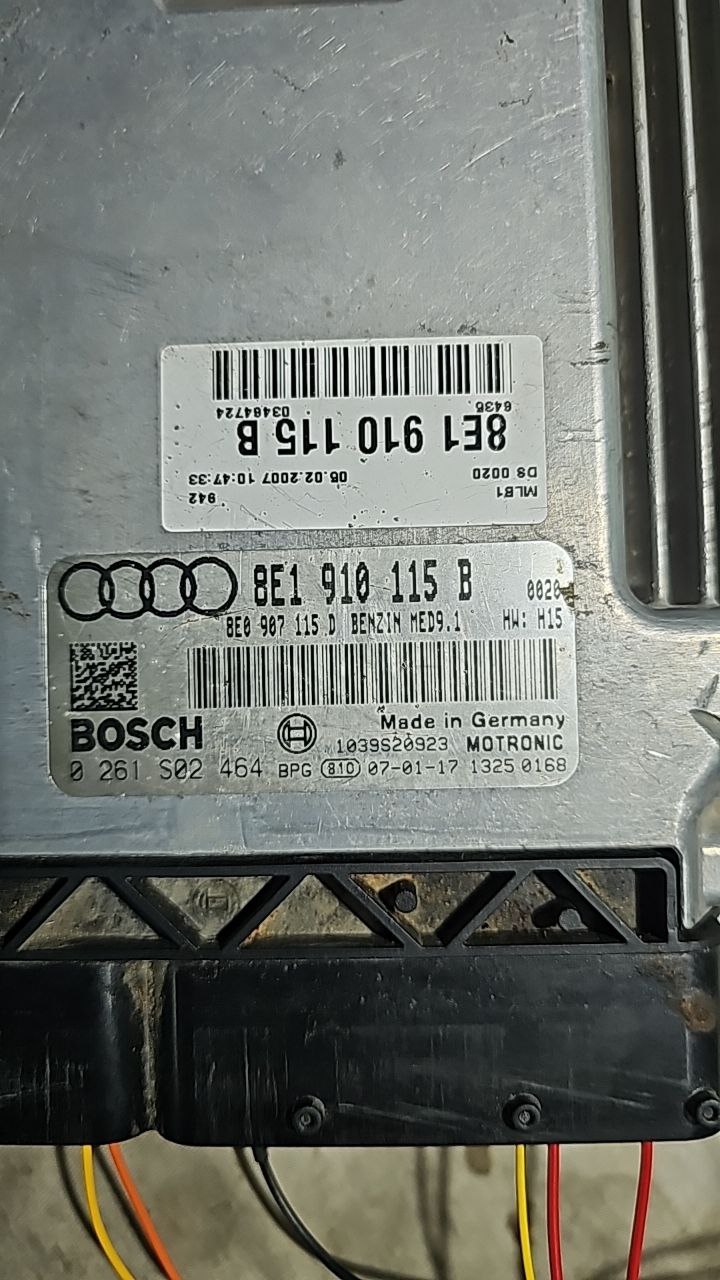 6435 03464724
8E1 910 115 B
DS 0020 05.02.2007 10:47:33
MLB1 942
8E1 910 115 B 0020
8E0 907 115 D BENZIN MED9.1 HW: H15
BOSCH
Made in Germany
1039S20923 MOTRONIC
0 261 S02 464 BPG 810 07-01-17 1325 0168